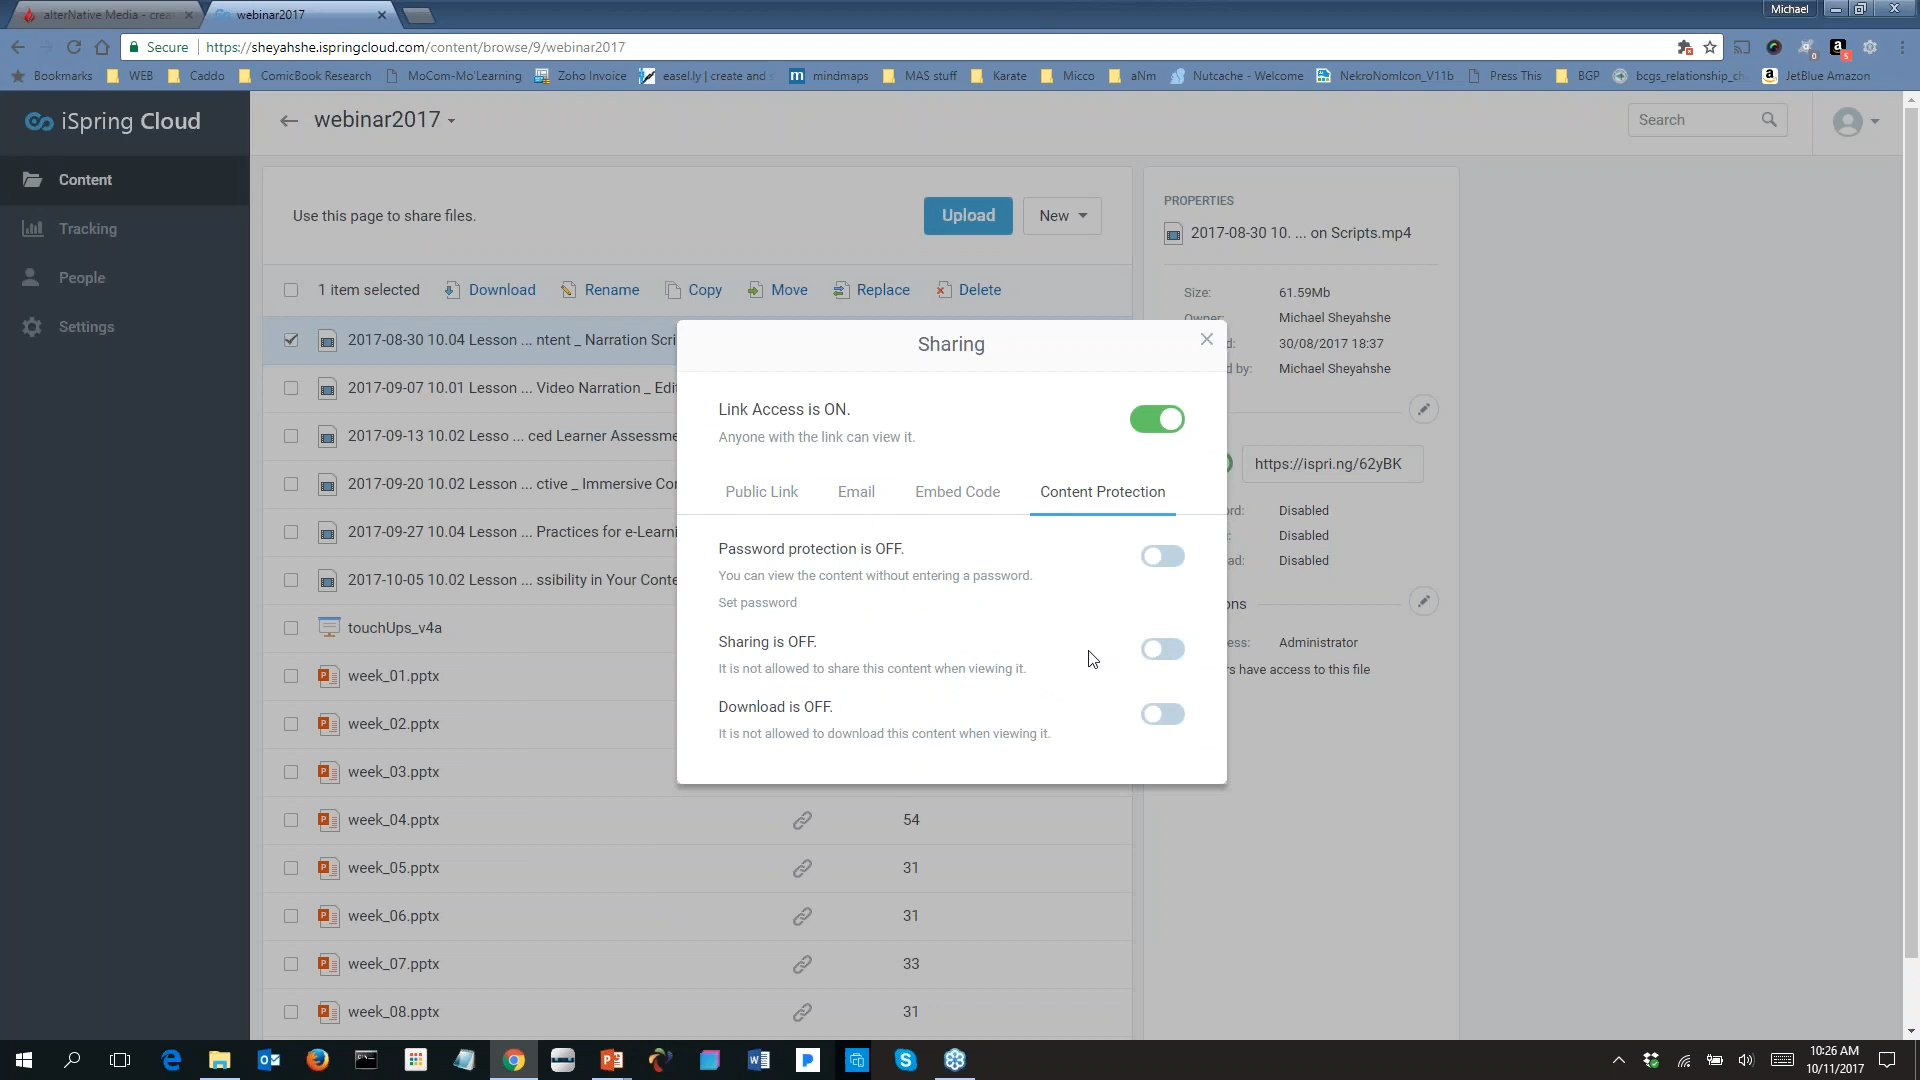 alterNative Media - crea
webinar2017
Michael
Secure
https://sheyahshe.ispringcloud.com/content/browse/9/webinar2017
Bookmarks
WEB
Caddo
ComicBook Research
MoCom-Mo'Learning
Zoho Invoice
easel.ly | create and s
mindmaps
MAS stuff
Karate
Micco
aNm
Nutcache - Welcome
NekroNomIcon_V11b
Press This
BGP
bcgs_relationship_ch
JetBlue Amazon
iSpring Cloud
webinar2017
Search
Content
Tracking
People
Settings
Use this page to share files.
Upload
New
1 item selected
Download
Rename
Copy
Move
Replace
Delete
2017-08-30 10.04 Lesson ... ntent _ Narration Scri
2017-09-07 10.01 Lesson ... Video Narration _ Edi
2017-09-13 10.02 Lesso ... ced Learner Assessme
2017-09-20 10.02 Lesson ... ctive _ Immersive Co
2017-09-27 10.04 Lesson ... Practices for e-Learni
2017-10-05 10.02 Lesson ... ssibility in Your Conte
touchUps_v4a
week_01.pptx
week_02.pptx
week_03.pptx
week_04.pptx 54
week_05.pptx 31
week_06.pptx 31
week_07.pptx 33
week_08.pptx 31
Sharing
Link Access is ON.
Anyone with the link can view it.
Public Link
Email
Embed Code
Content Protection
Password protection is OFF.
You can view the content without entering a password.
Set password
Sharing is OFF.
It is not allowed to share this content when viewing it.
Download is OFF.
It is not allowed to download this content when viewing it.
PROPERTIES
2017-08-30 10. ... on Scripts.mp4
Size: 61.59Mb
Owner: Michael Sheyahshe
d: 30/08/2017 18:37
d by: Michael Sheyahshe
https://ispri.ng/62yBK
rd: Disabled
: Disabled
ad: Disabled
ons
ess: Administrator
rs have access to this file
10:26 AM
10/11/2017